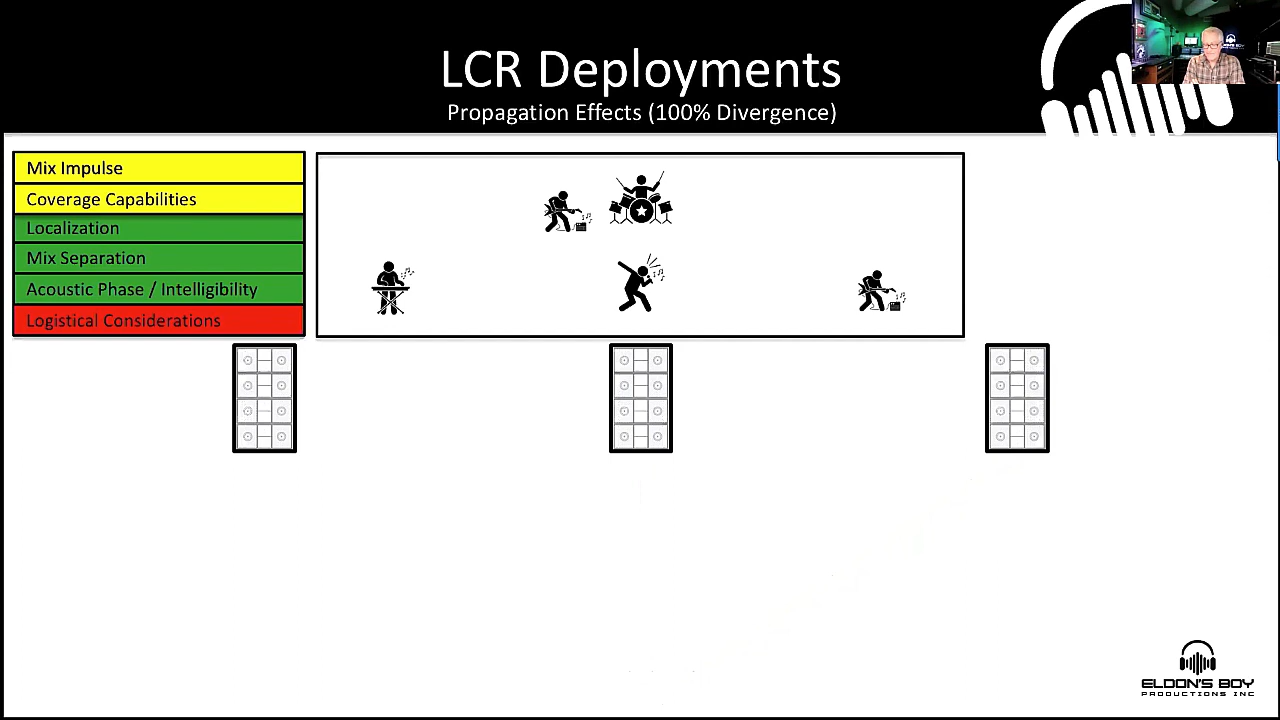 LCR Deployments
Propagation Effects (100% Divergence)
Mix Impulse
Coverage Capabilities
Localization
Mix Separation
Acoustic Phase / Intelligibility
Logistical Considerations
ELDON'S BOY
PRODUCTIONS INC